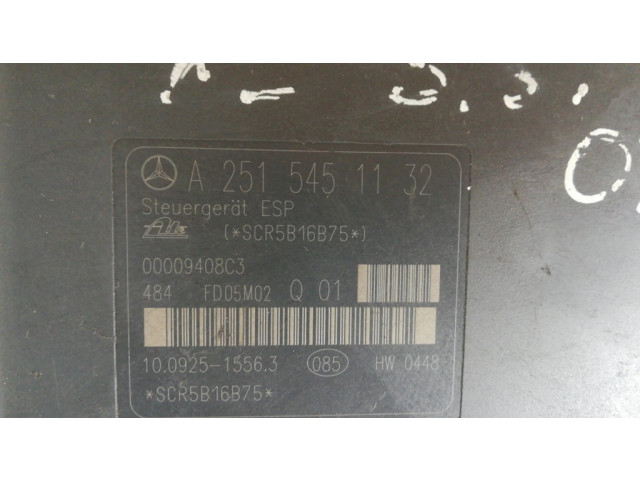 A 251 545 11 32
Steuergerät ESP
Ate (*SCR5B16B75*)
00009408C3
484 FD05M02 Q 01
10.0925-1556.3 085 HW 0448
*SCR5B16B75*